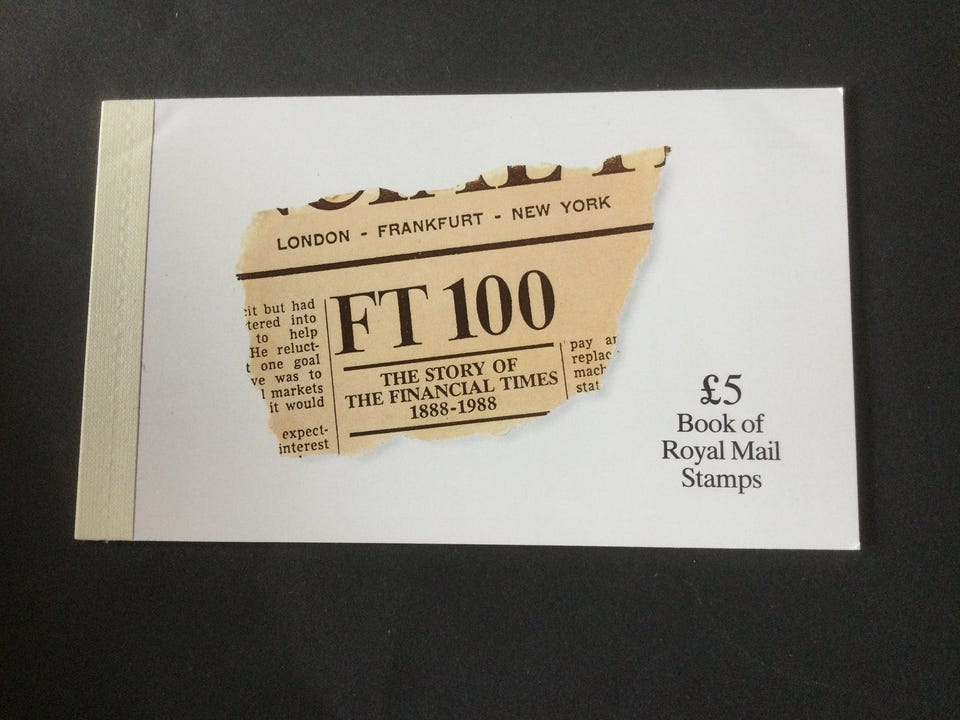 LONDON - FRANKFURT - NEW YORK
it but had
tered into
to help
He reluct-
one goal
ve was to
markets
it would
expect-
interest
FT 100
THE STORY OF
THE FINANCIAL TIMES
1888-1988
pay
replac
mach
stat
£5
Book of
Royal Mail
Stamps